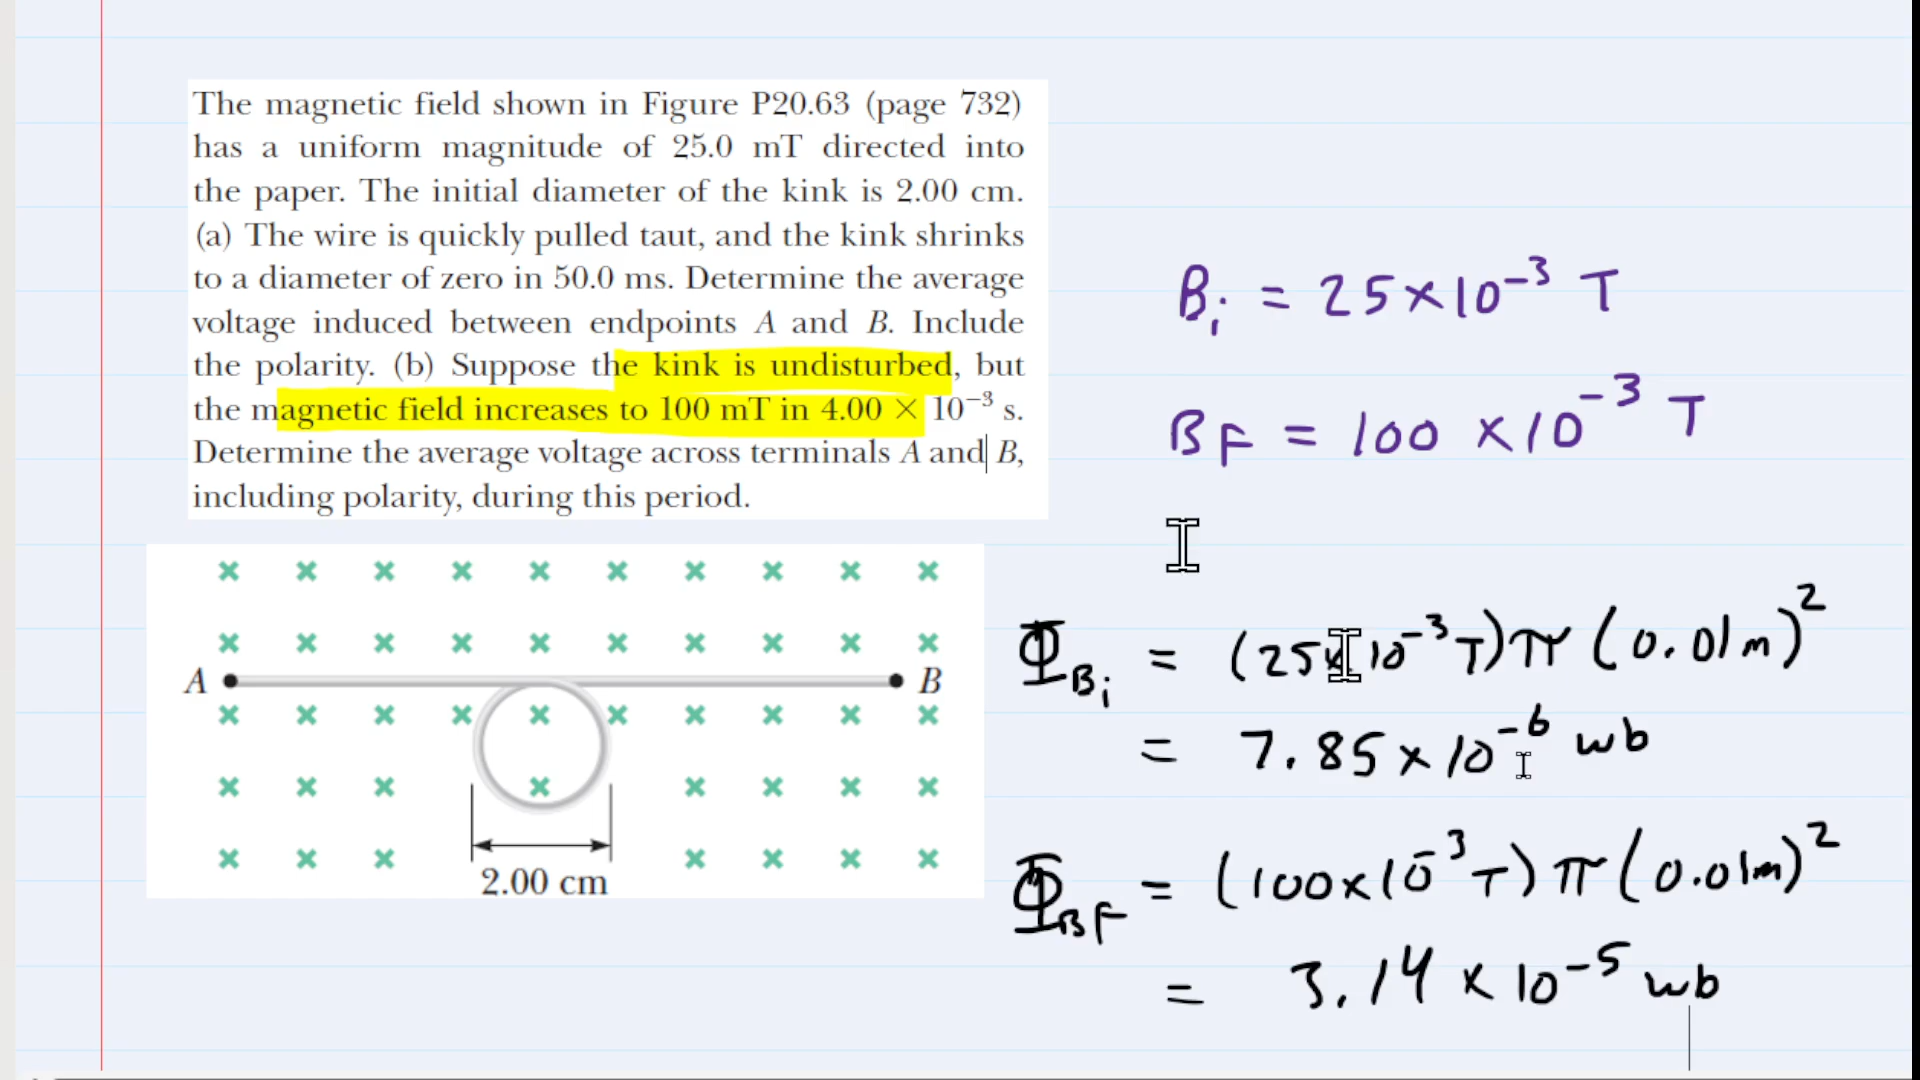 The magnetic field shown in Figure P20.63 (page 732)
has a uniform magnitude of 25.0 mT directed into
the paper. The initial diameter of the kink is 2.00 cm.
(a) The wire is quickly pulled taut, and the kink shrinks
to a diameter of zero in 50.0 ms. Determine the average
voltage induced between endpoints A and B. Include
the polarity. (b) Suppose the kink is undisturbed, but
the magnetic field increases to 100 mT in 4.00 × 10⁻³ s.
Determine the average voltage across terminals A and B,
including polarity, during this period.
A B
2.00 cm
Bᵢ = 25×10⁻³ T
BF = 100 ×10⁻³ T
Φ_Bi = (25×10⁻³ T) π (0.01m)²
= 7.85×10⁻⁶ wb
Φ_BF = (100×10⁻³ T) π (0.01m)²
= 3.14 × 10⁻⁵ wb